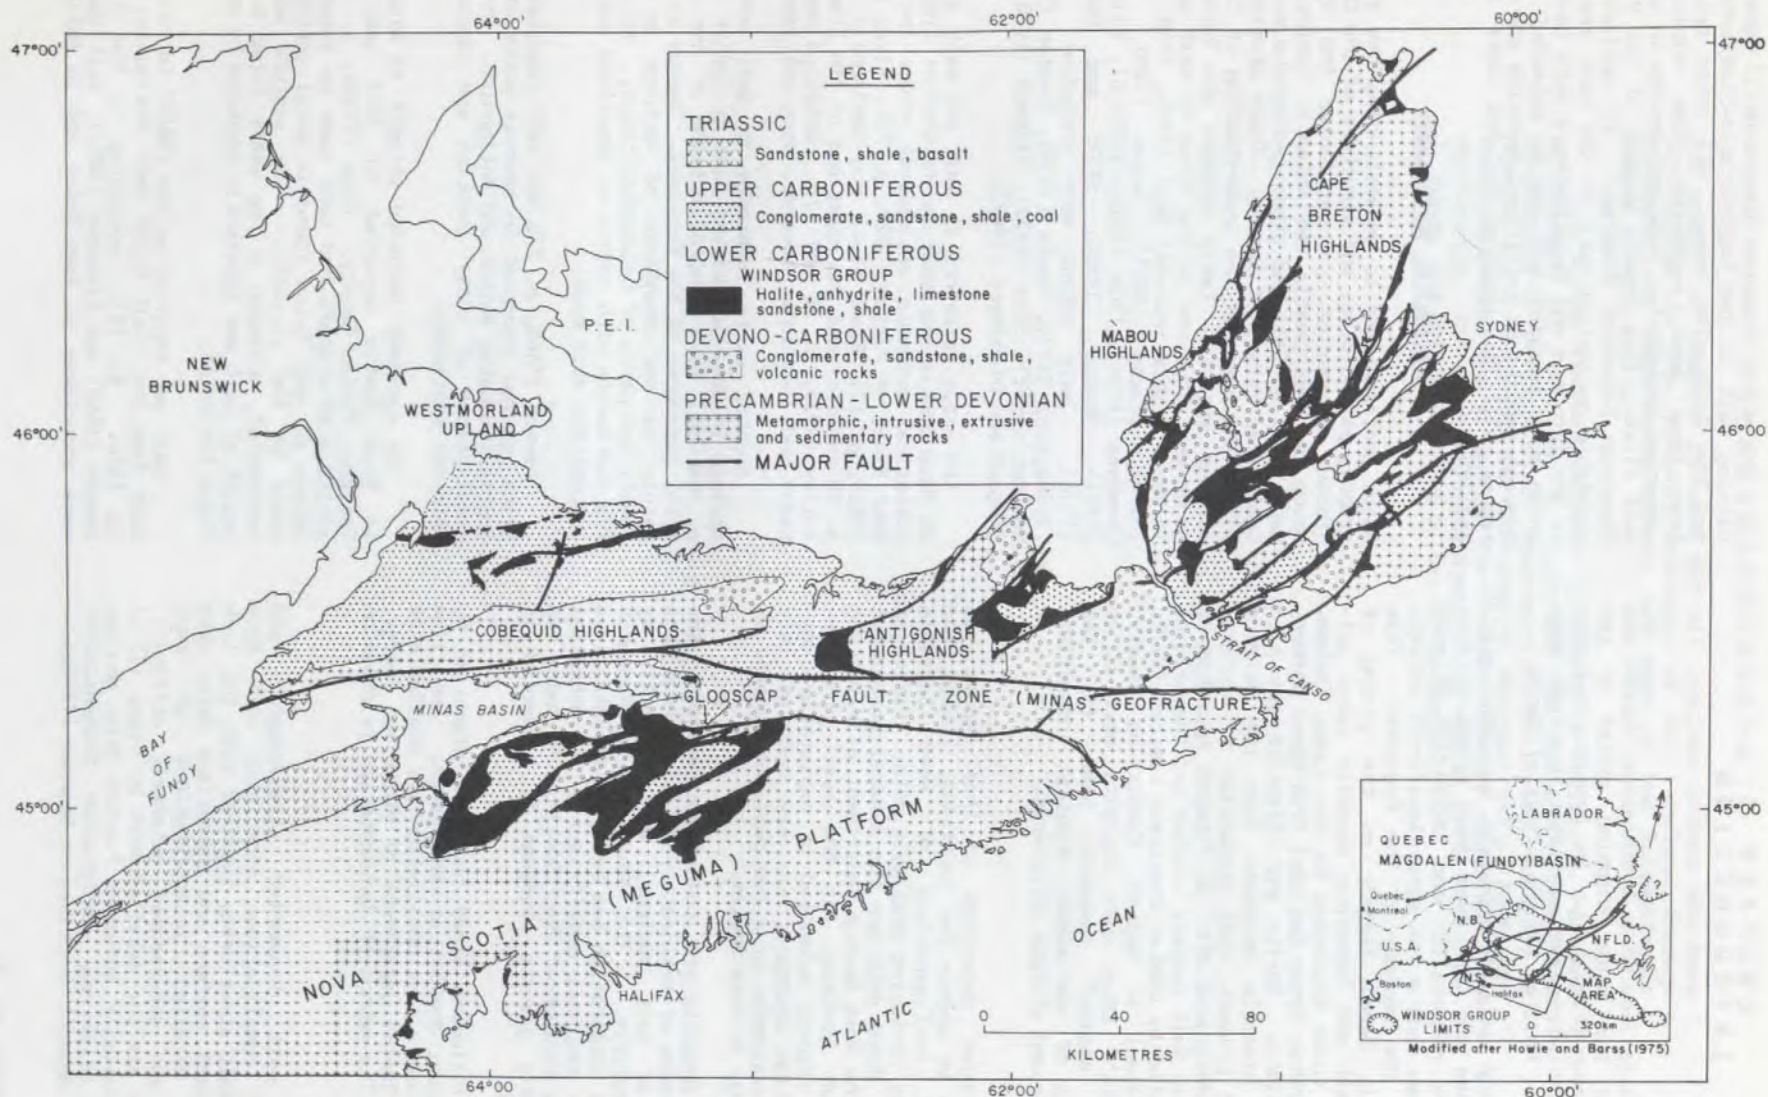 64°00'
62°00'
60°00'
47°00'
47°00'
LEGEND
TRIASSIC
Sandstone, shale, basalt
UPPER CARBONIFEROUS
Conglomerate, sandstone, shale, coal
LOWER CARBONIFEROUS
WINDSOR GROUP
Halite, anhydrite, limestone
sandstone, shale
DEVONO-CARBONIFEROUS
Conglomerate, sandstone, shale,
volcanic rocks
PRECAMBRIAN-LOWER DEVONIAN
Metamorphic, intrusive, extrusive
and sedimentary rocks
MAJOR FAULT
CAPE
BRETON
HIGHLANDS
P.E.I.
NEW
BRUNSWICK
MABOU
HIGHLANDS
SYDNEY
WESTMORLAND
UPLAND
46°00'
46°00'
COBEQUID HIGHLANDS
ANTIGONISH
HIGHLANDS
STRAIT OF CANSO
MINAS BASIN
GLOOSCAP FAULT ZONE (MINAS GEOFRACTURE)
BAY
OF
FUNDY
45°00'
45°00'
NOVA SCOTIA (MEGUMA) PLATFORM
HALIFAX
ATLANTIC OCEAN
0 40 80
KILOMETRES
LABRADOR
N
QUEBEC
MAGDALEN (FUNDY) BASIN
?
Quebec
Montreal
N.B.
U.S.A.
NFLD.
Boston
N.S.
Halifax
MAP
AREA
WINDSOR GROUP
LIMITS
0 320km
Modified after Howie and Barss (1975)
64°00
62°00'
60°00'